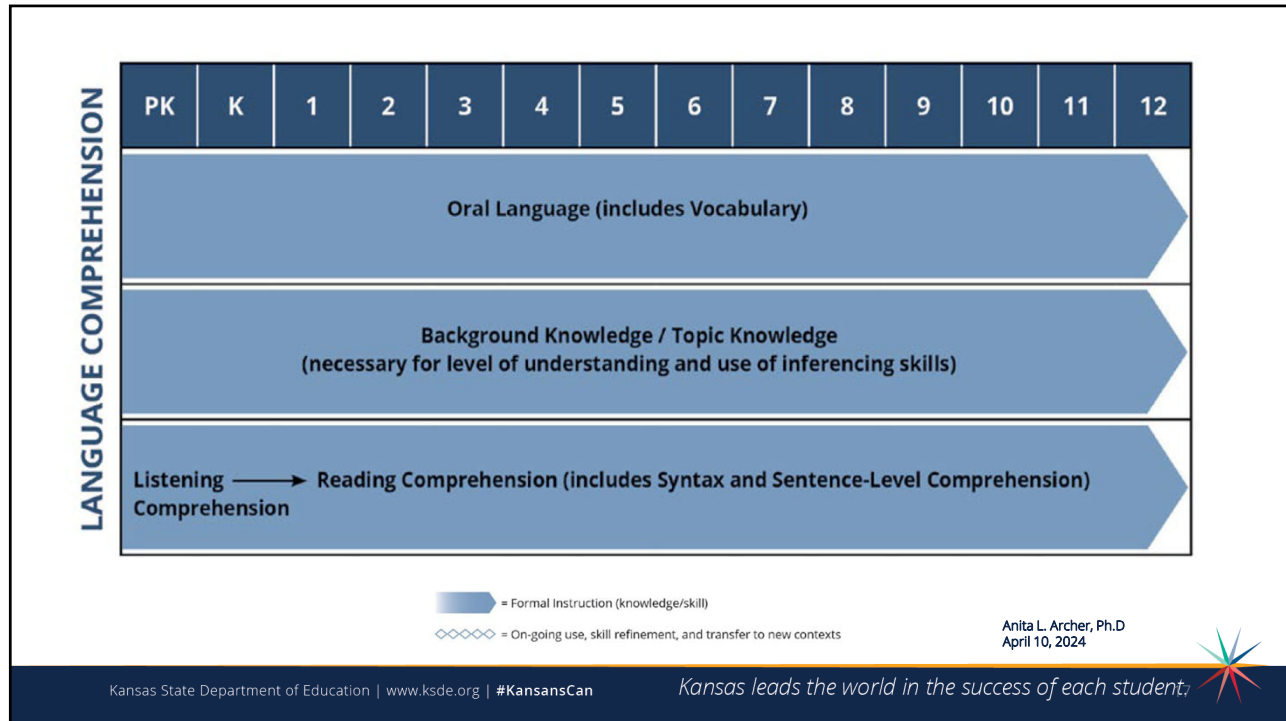 LANGUAGE COMPREHENSION
PK K 1 2 3 4 5 6 7 8 9 10 11 12
Oral Language (includes Vocabulary)
Background Knowledge / Topic Knowledge
(necessary for level of understanding and use of inferencing skills)
Listening → Reading Comprehension (includes Syntax and Sentence-Level Comprehension)
Comprehension
= Formal Instruction (knowledge/skill)
= On-going use, skill refinement, and transfer to new contexts
Anita L. Archer, Ph.D
April 10, 2024
Kansas State Department of Education | www.ksde.org | #KansansCan
Kansas leads the world in the success of each student.